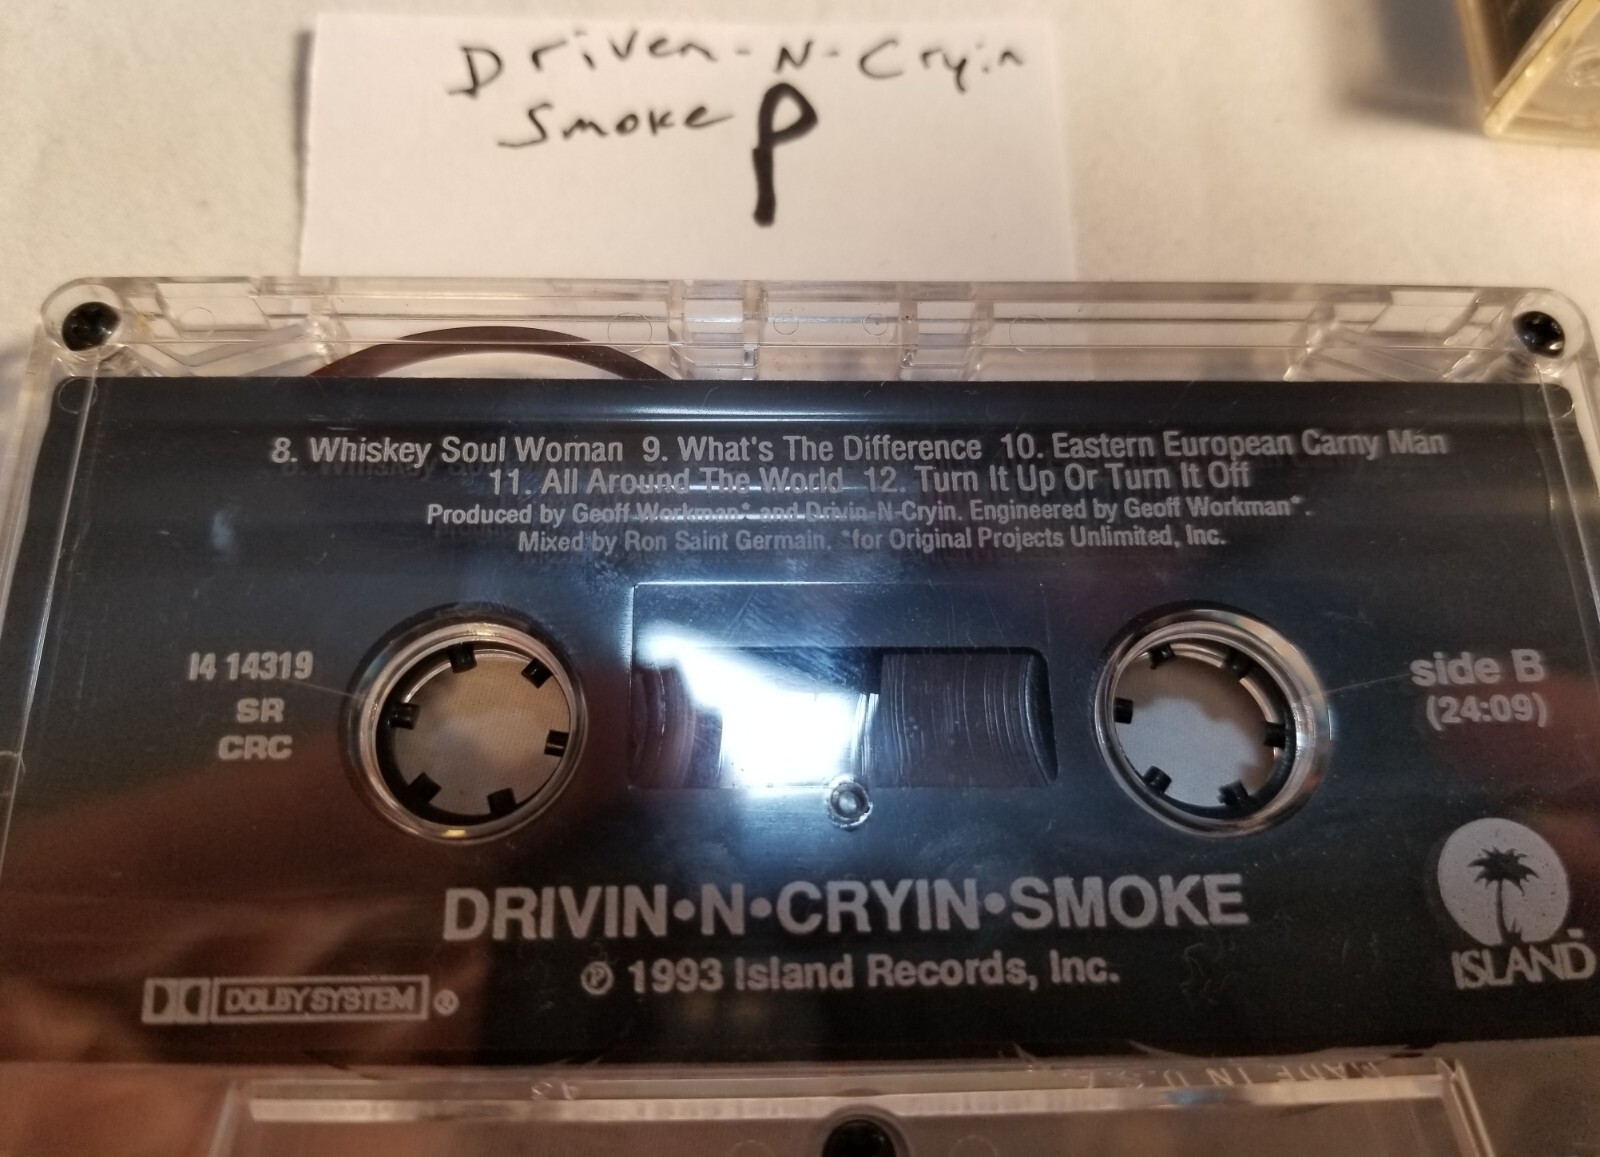 Driven-N-Cryin
Smoke P
8. Whiskey Soul Woman 9. What's The Difference 10. Eastern European Carny Man
11. All Around The World 12. Turn It Up Or Turn It Off
Produced by Geoff Workman* and Drivin-N-Cryin. Engineered by Geoff Workman*.
Mixed by Ron Saint Germain. *for Original Projects Unlimited, Inc.
I4 14319
SR
CRC
side B
(24:09)
DRIVIN•N•CRYIN•SMOKE
℗ 1993 Island Records, Inc.
ISLAND
DOLBY SYSTEM ®
MADE IN U.S.A.